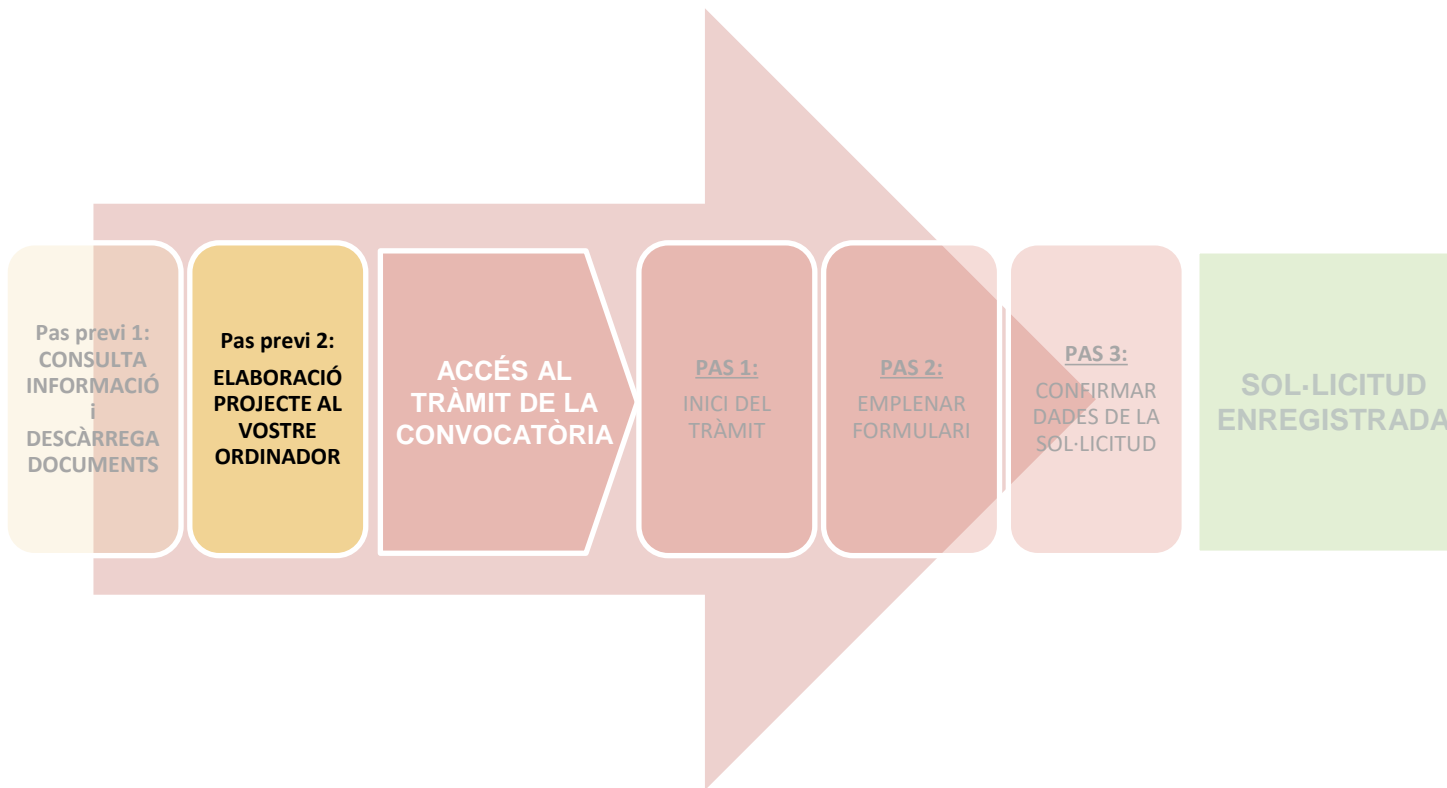 Pas previ 1:
CONSULTA
INFORMACIÓ
i
DESCÀRREGA
DOCUMENTS
Pas previ 2:
ELABORACIÓ
PROJECTE AL
VOSTRE
ORDINADOR
ACCÉS AL
TRÀMIT DE LA
CONVOCATÒRIA
PAS 1:
INICI DEL
TRÀMIT
PAS 2:
EMPLENAR
FORMULARI
PAS 3:
CONFIRMAR
DADES DE LA
SOL·LICITUD
SOL·LICITUD
ENREGISTRADA